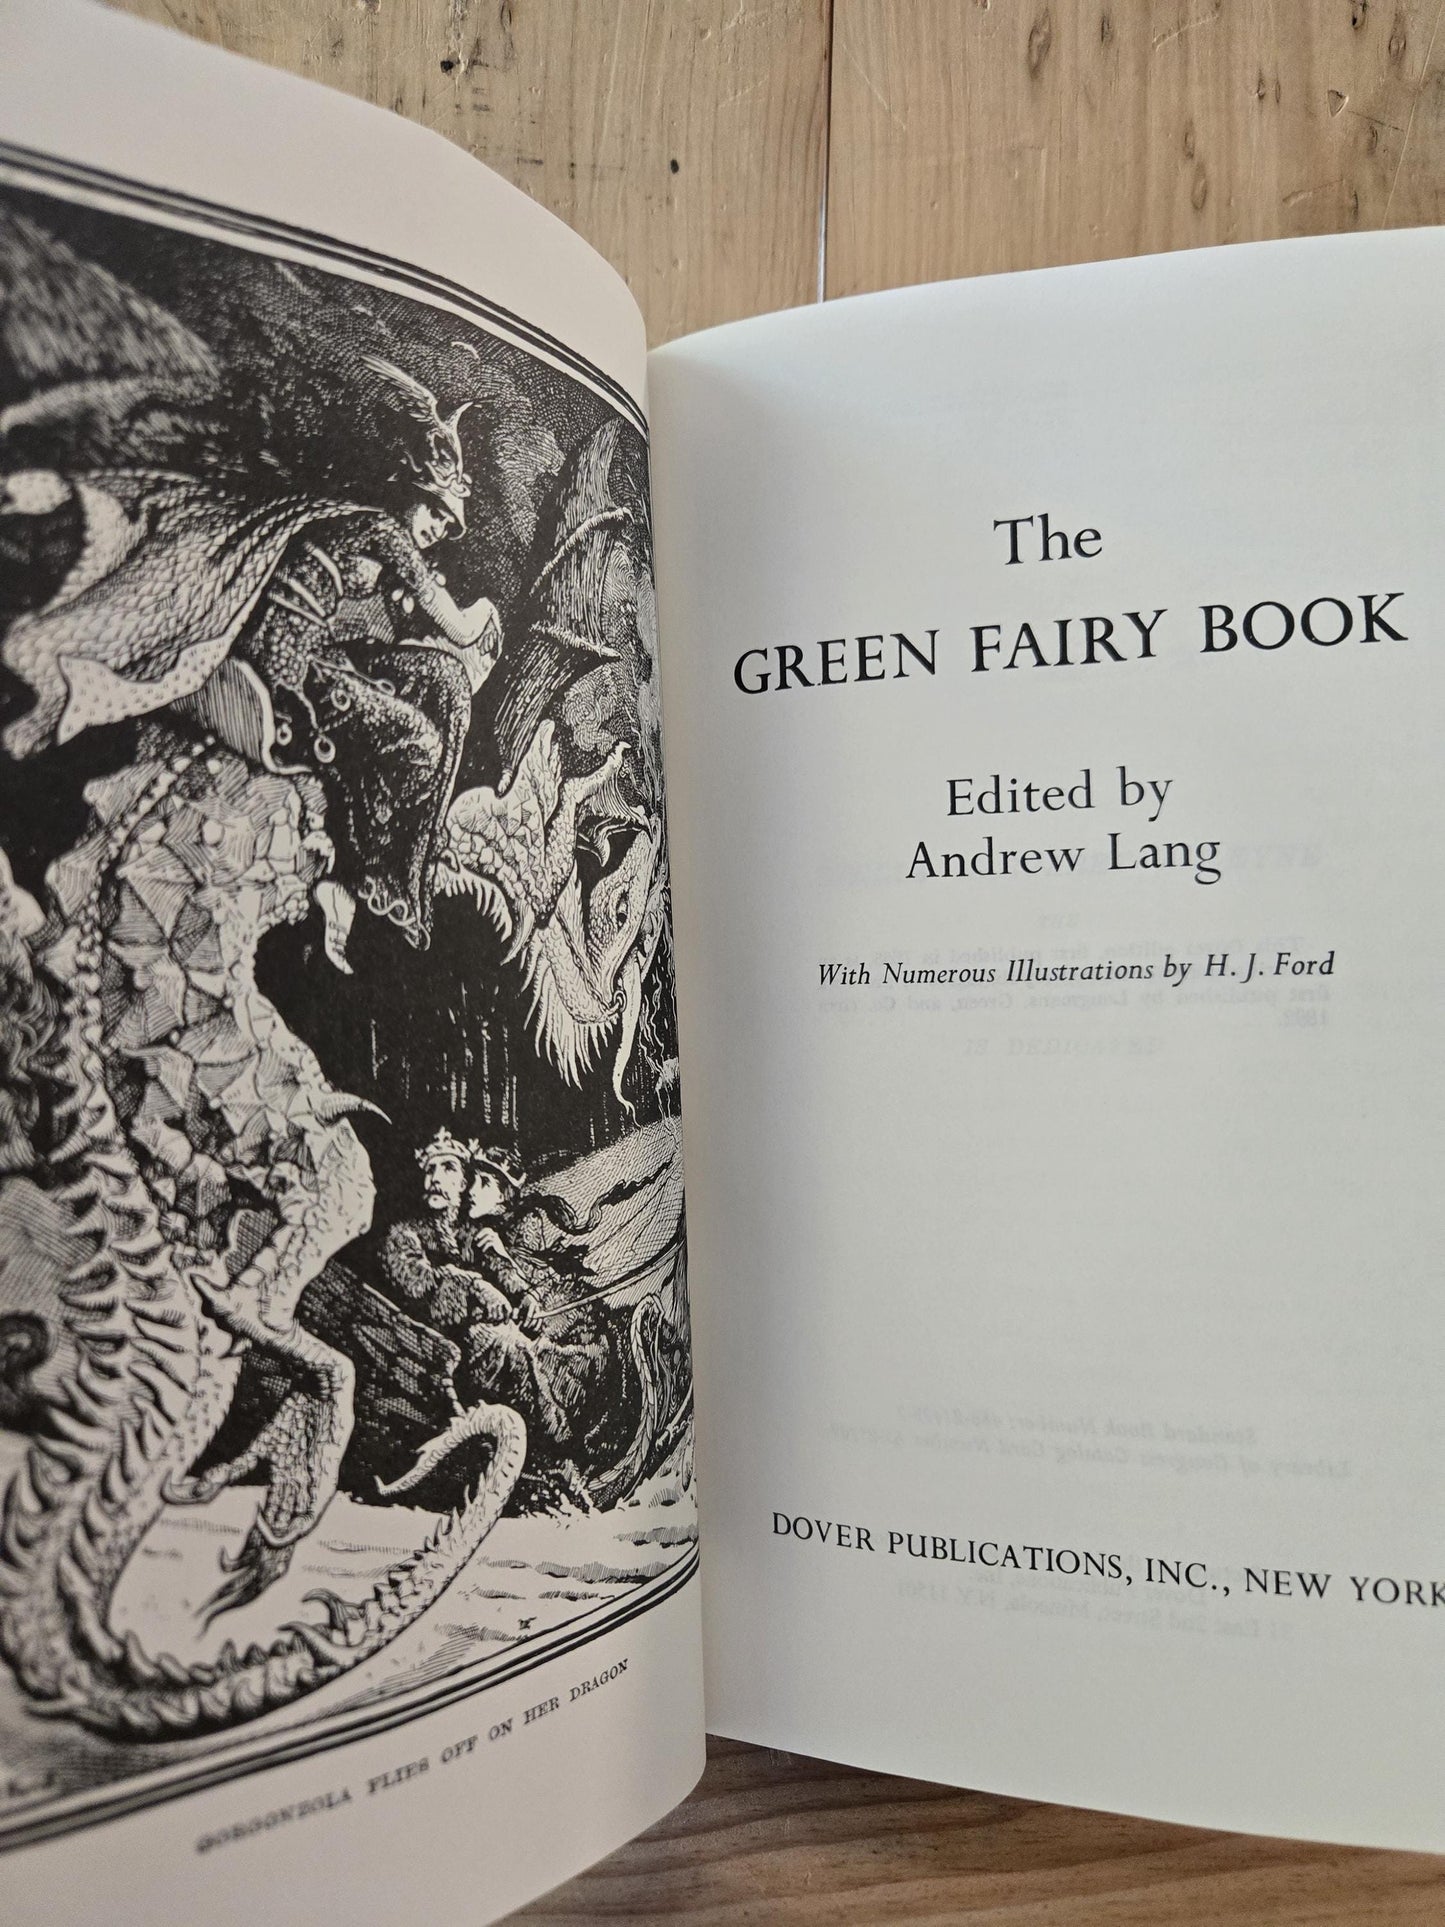 GORGONZOLA FLIES OFF ON HER DRAGON
The
GREEN FAIRY BOOK
Edited by
Andrew Lang
With Numerous Illustrations by H. J. Ford
DOVER PUBLICATIONS, INC., NEW YORK